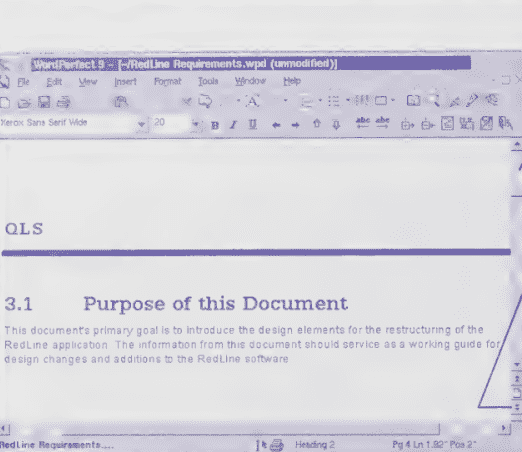 WordPerfect 9 - [~/RedLine Requirements.wpd (unmodified)]
File Edit View Insert Format Tools Window Help
Xerox Sans Serif Wide 20 B I U abc abc
QLS
3.1 Purpose of this Document
This document's primary goal is to introduce the design elements for the restructuring of the
RedLine application. The information from this document should service as a working guide for
design changes and additions to the RedLine software
RedLine Requirements.... Heading 2 Pg 4 Ln 1.92" Pos 2"